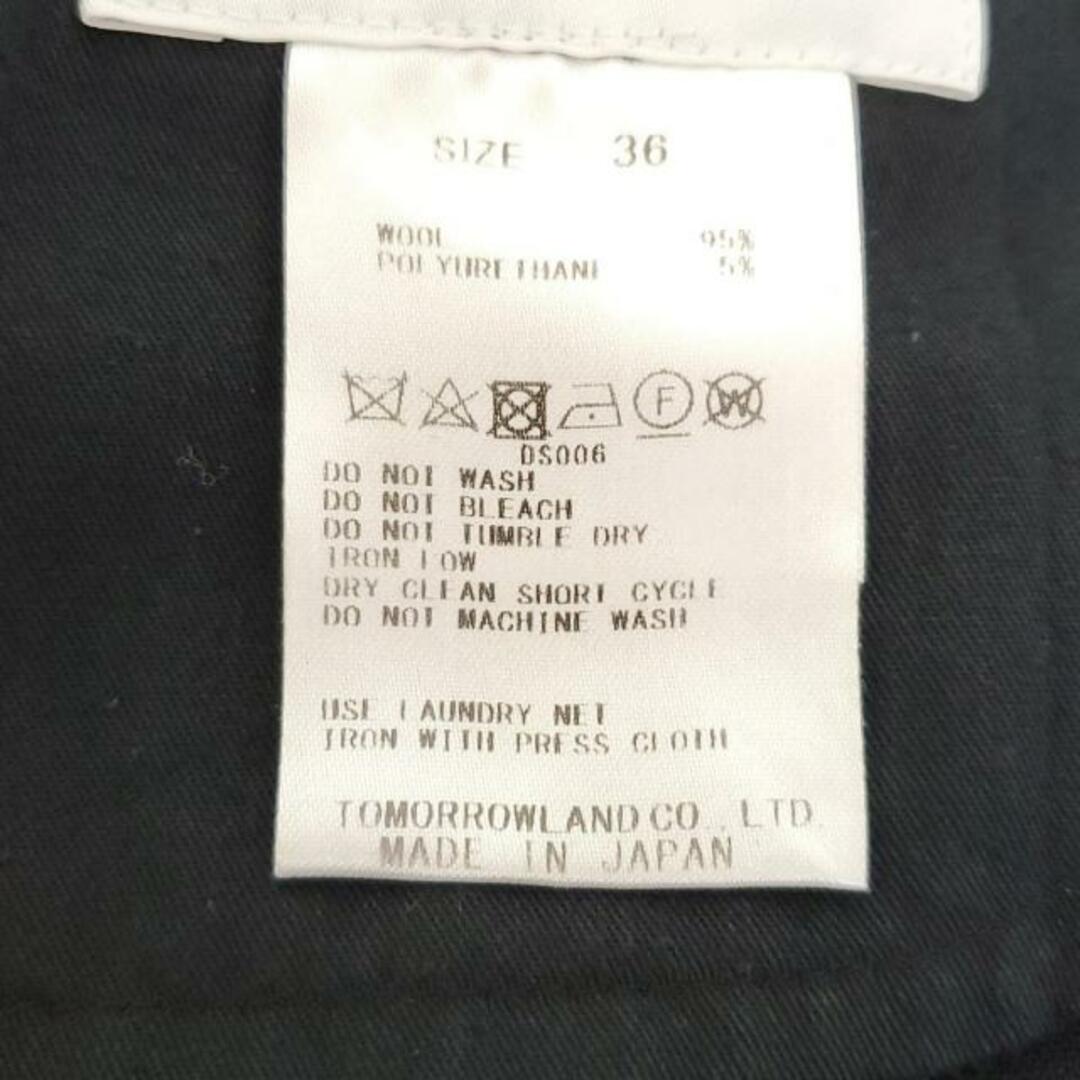 SIZE 36
WOOL 95%
POLYURETHANE 5%
F W
DS006
DO NOT WASH
DO NOT BLEACH
DO NOT TUMBLE DRY
IRON LOW
DRY CLEAN SHORT CYCLE
DO NOT MACHINE WASH
USE LAUNDRY NET
IRON WITH PRESS CLOTH
TOMORROWLAND CO., LTD.
MADE IN JAPAN